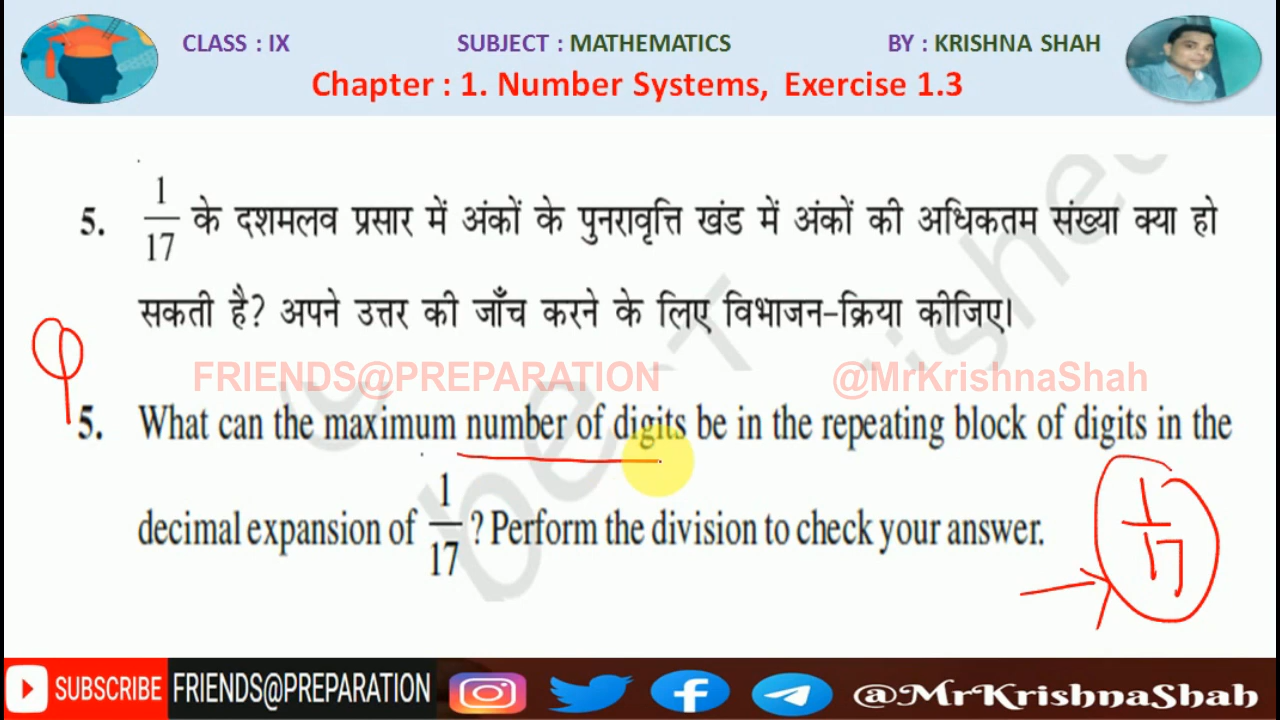 CLASS : IX SUBJECT : MATHEMATICS BY : KRISHNA SHAH
Chapter : 1. Number Systems, Exercise 1.3
5. 1/17 के दशमलव प्रसार में अंकों के पुनरावृत्ति खंड में अंकों की अधिकतम संख्या क्या हो
सकती है? अपने उत्तर की जाँच करने के लिए विभाजन-क्रिया कीजिए।
FRIENDS@PREPARATION @MrKrishnaShah
5. What can the maximum number of digits be in the repeating block of digits in the
decimal expansion of 1/17 ? Perform the division to check your answer.
1/17
SUBSCRIBE FRIENDS@PREPARATION @MrKrishnaShah